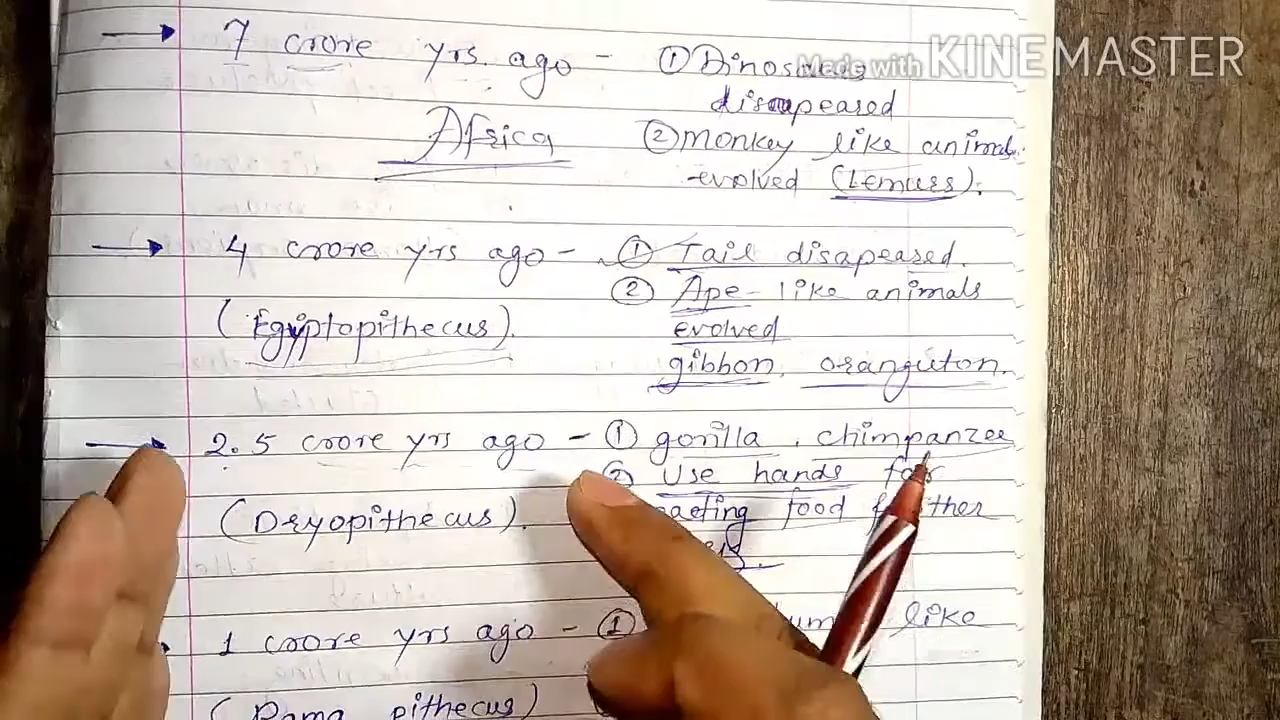 7 crore yrs. ago - ① Dinosaurs
Made with KINEMASTER
disapeared
Africa ② monkey like animals
evolved (Lemurs).
4 crore yrs ago - ① Tail disapeared.
② Ape-like animals
(Egyptopithecus). evolved
gibbon, oranguton.
2.5 crore yrs ago - ① gorilla, chimpanzee
② Use hands for
(Dryopithecus). food
1 crore yrs ago - ① like
(Rama pithecus)